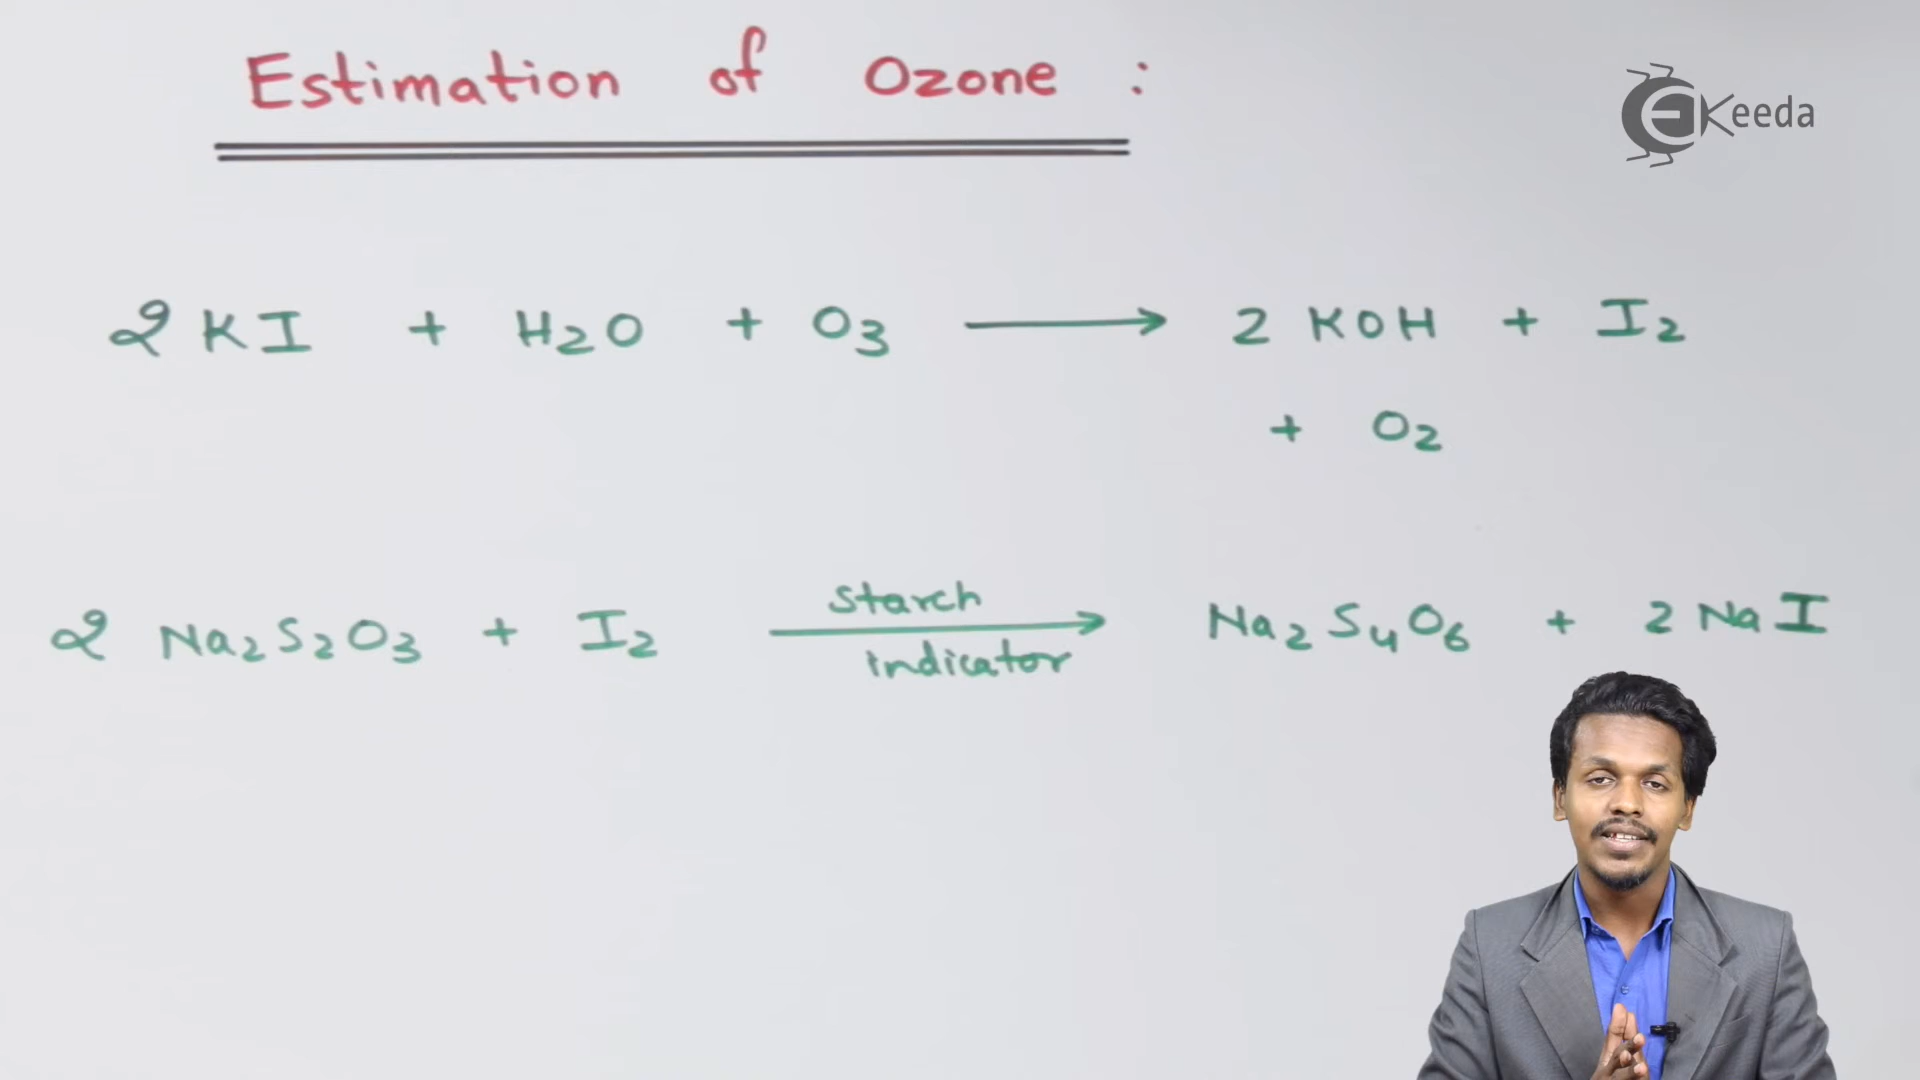 Estimation of Ozone :
EKeeda
2 KI + H2O + O3 ⟶ 2 KOH + I2
+ O2
2 Na2S2O3 + I2 ⟶ Na2S4O6 + 2 NaI
starch
indicator